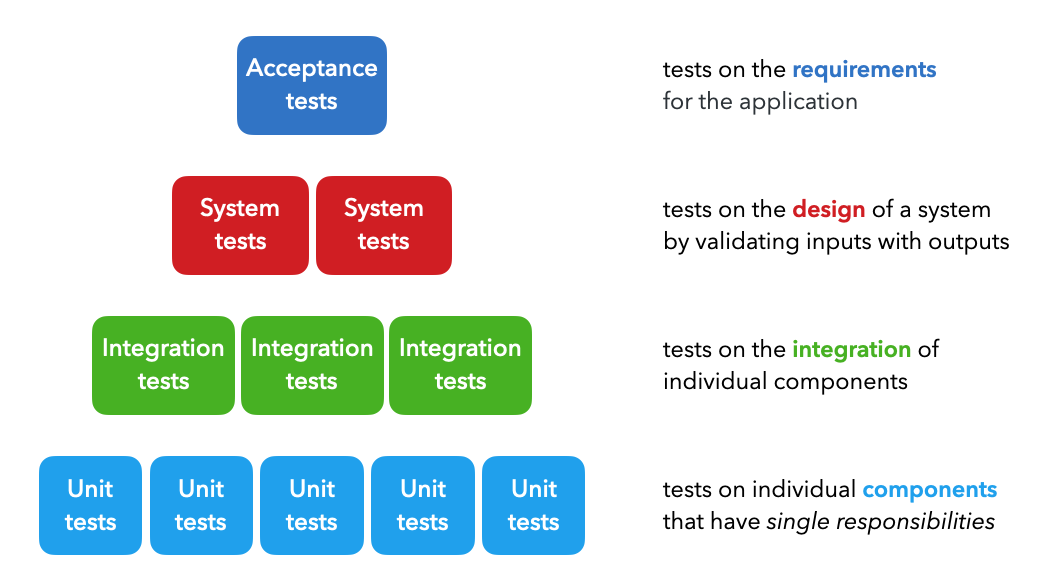 Acceptance
tests
tests on the requirements
for the application
System
tests
System
tests
tests on the design of a system
by validating inputs with outputs
Integration
tests
Integration
tests
Integration
tests
tests on the integration of
individual components
Unit
tests
Unit
tests
Unit
tests
Unit
tests
Unit
tests
tests on individual components
that have single responsibilities